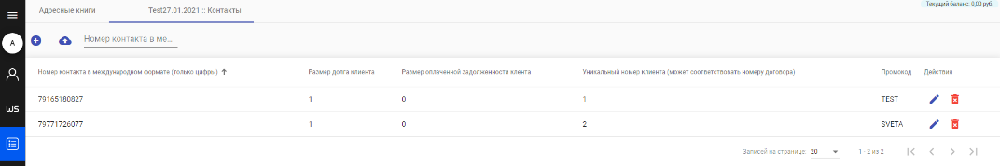 Текущий баланс: 0,00 руб.
Адресные книги
Test27.01.2021 :: Контакты
A
Номер контакта в ме...
Номер контакта в международном формате (только цифры)
Размер долга клиента
Размер оплаченной задолженности клента
Уникальный номер клиента (может соответствовать номеру договора)
Промокод
Действия
79165180827
1
0
1
TEST
79771726077
1
0
2
SVETA
ws
Записей на странице:
20
1 - 2 из 2